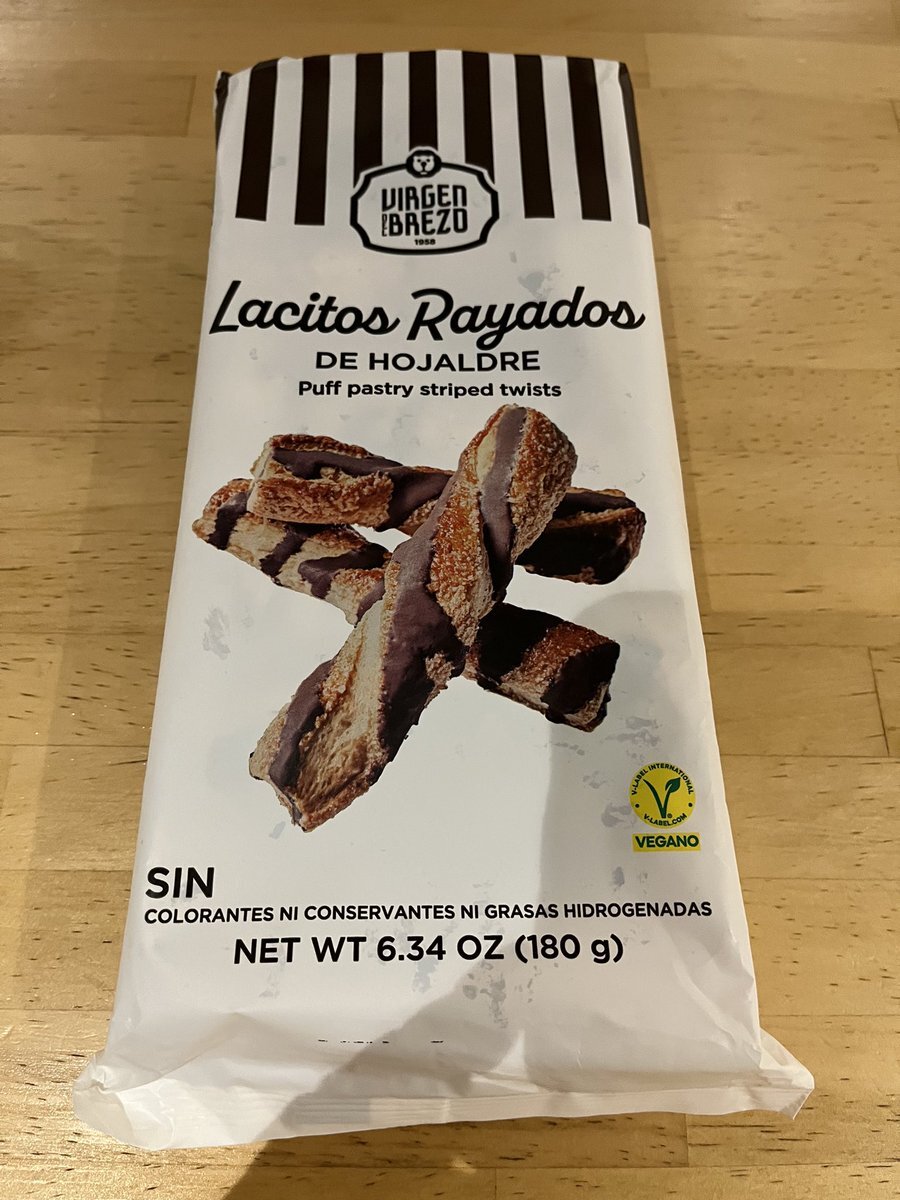 VIRGEN
DEL BREZO
1958
Lacitos Rayados
DE HOJALDRE
Puff pastry striped twists
V-LABEL INTERNATIONAL
V-LABEL.COM
VEGANO
SIN
COLORANTES NI CONSERVANTES NI GRASAS HIDROGENADAS
NET WT 6.34 OZ (180 g)